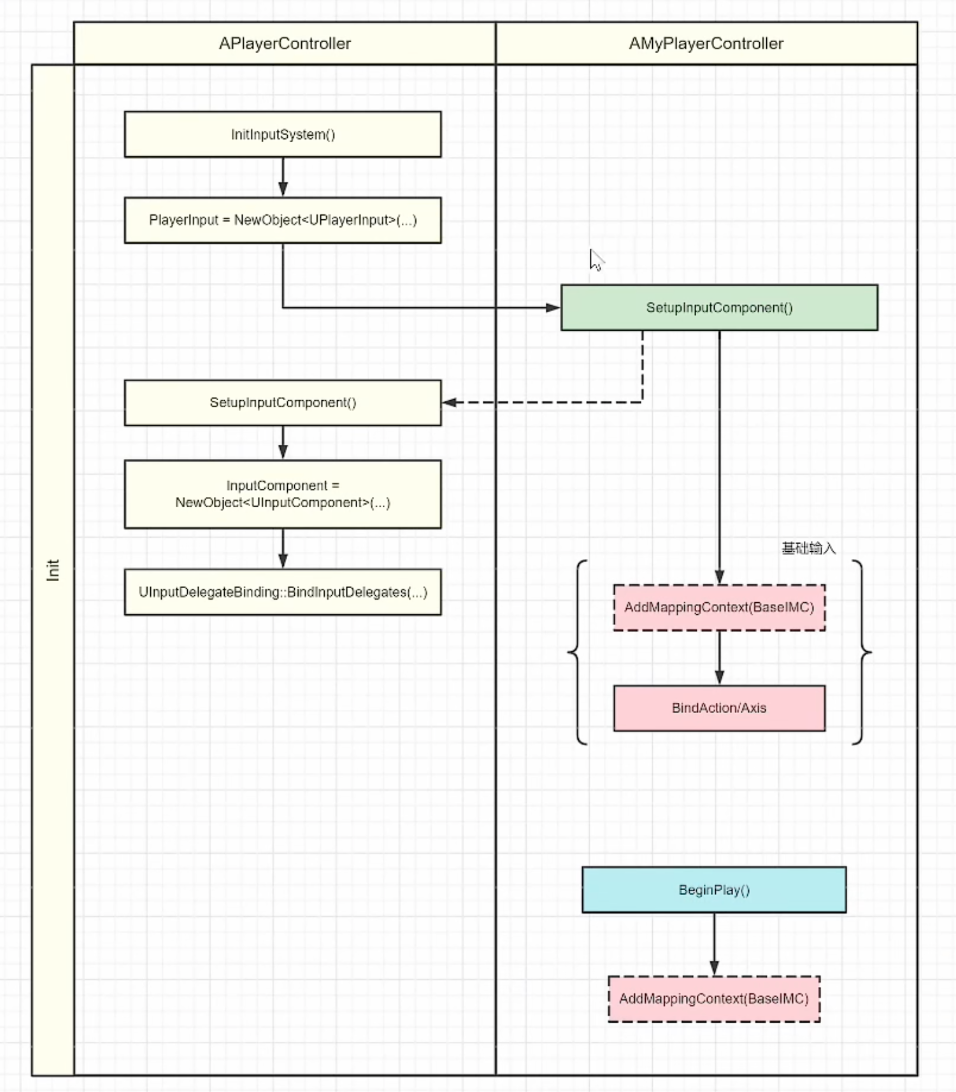 APlayerController
AMyPlayerController
Init
InitInputSystem()
PlayerInput = NewObject<UPlayerInput>(...)
SetupInputComponent()
SetupInputComponent()
InputComponent =
NewObject<UInputComponent>(...)
UInputDelegateBinding::BindInputDelegates(...)
基础输入
AddMappingContext(BaseIMC)
BindAction/Axis
BeginPlay()
AddMappingContext(BaseIMC)